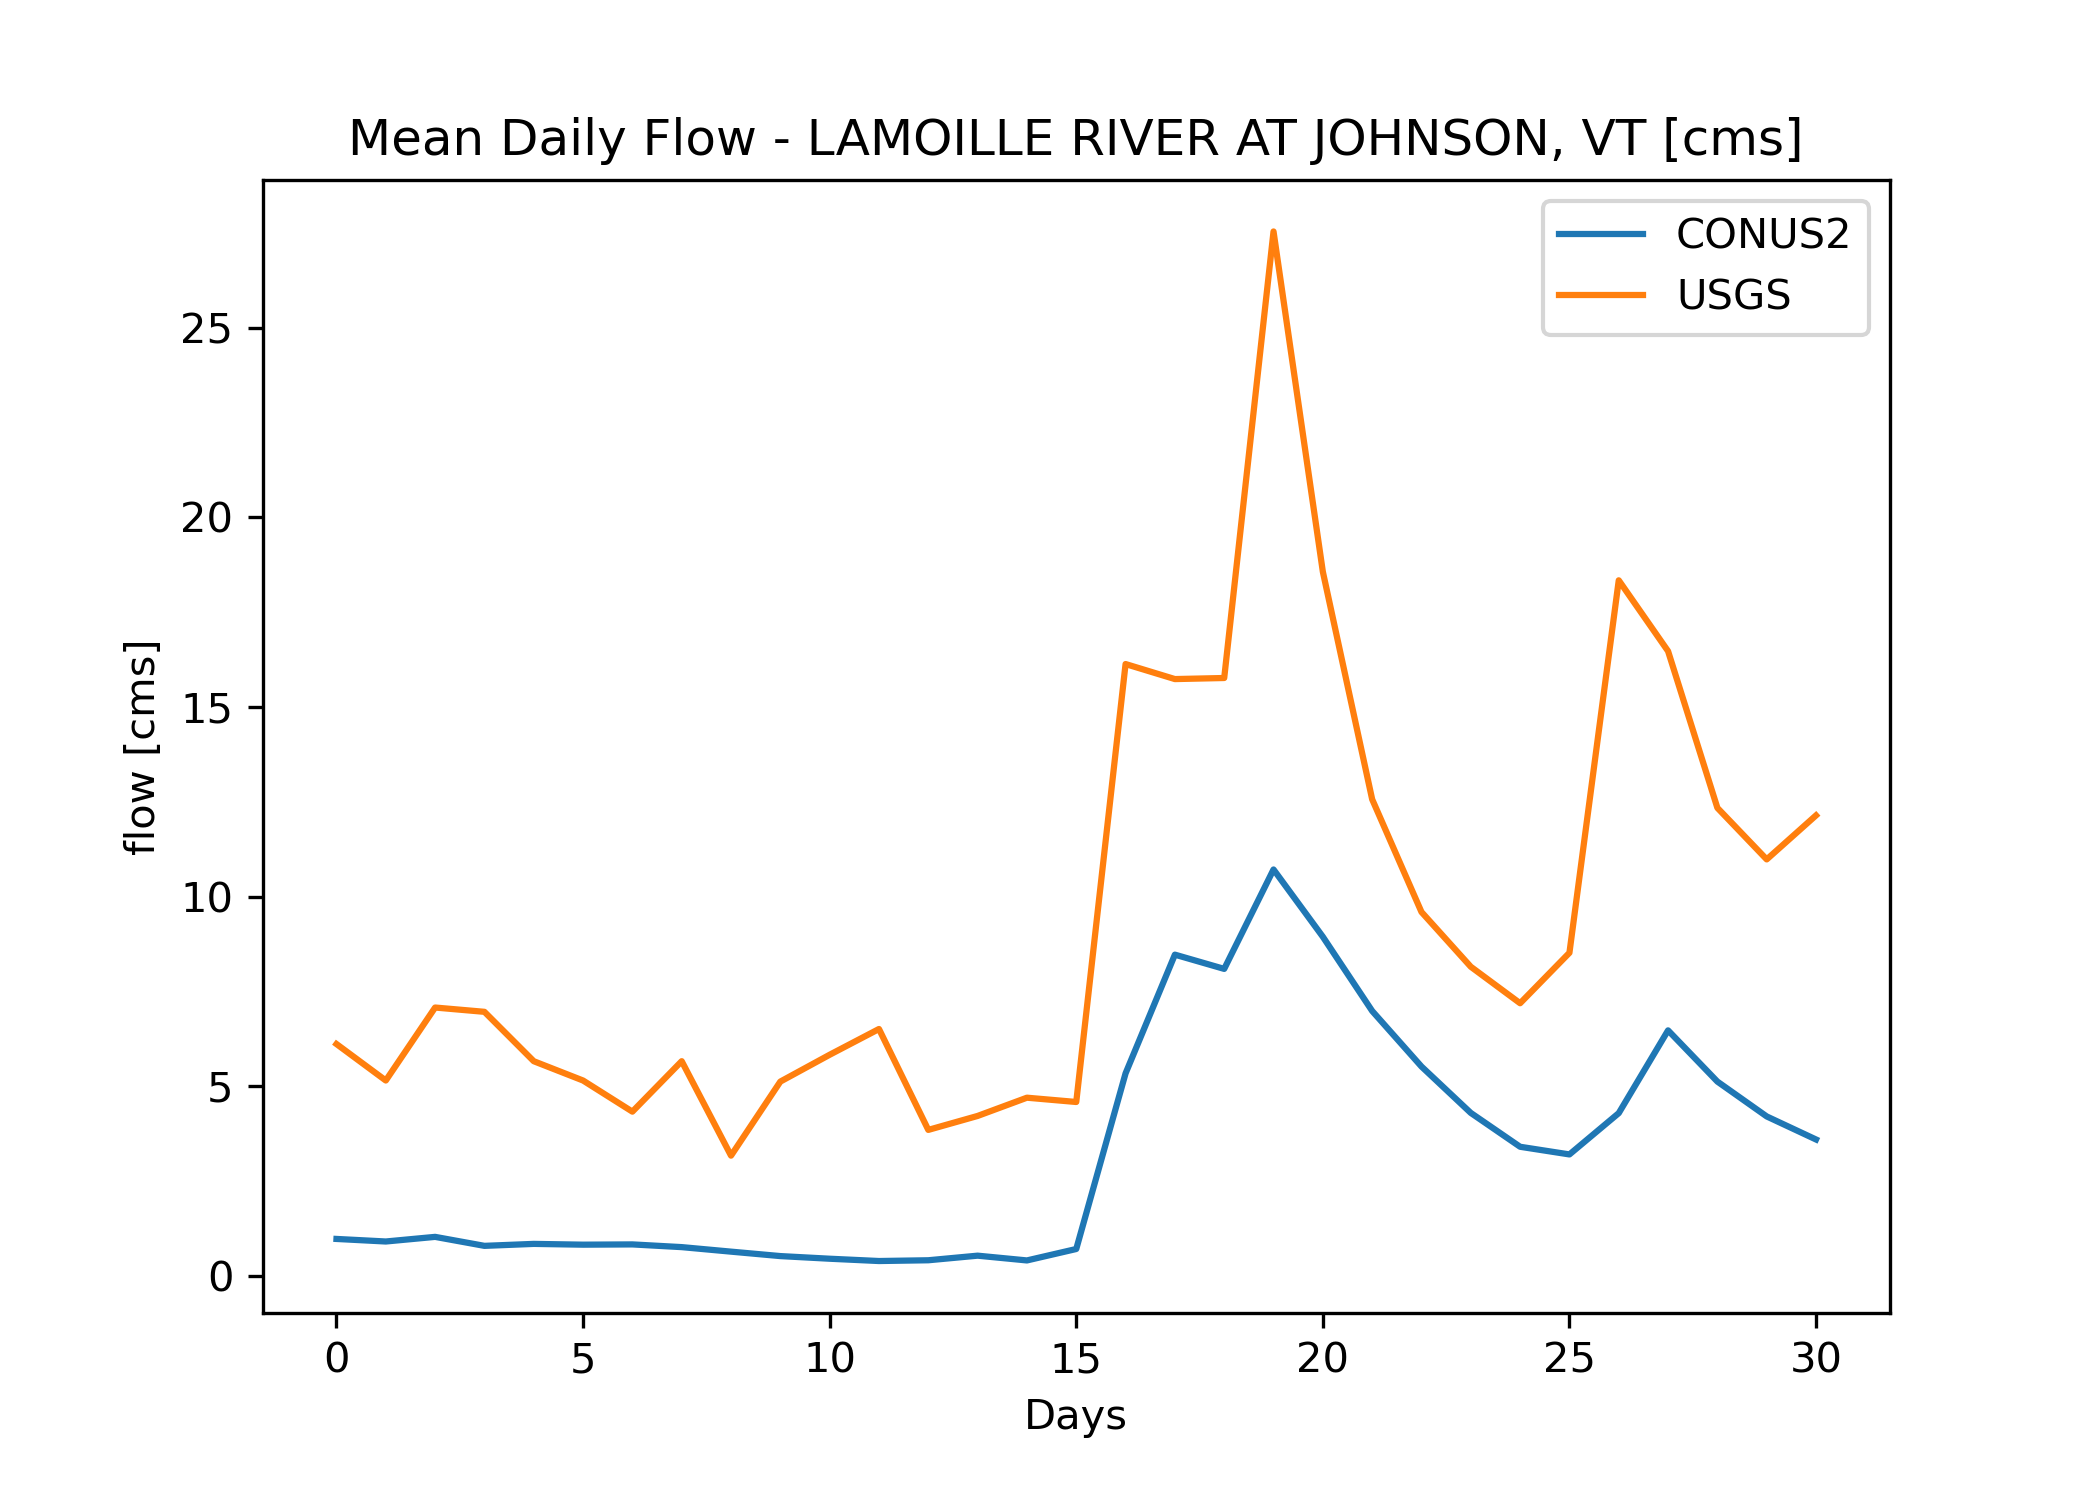 Mean Daily Flow - LAMOILLE RIVER AT JOHNSON, VT [cms]
CONUS2
USGS
25
20
15
10
5
0
flow [cms]
0 5 10 15 20 25 30
Days